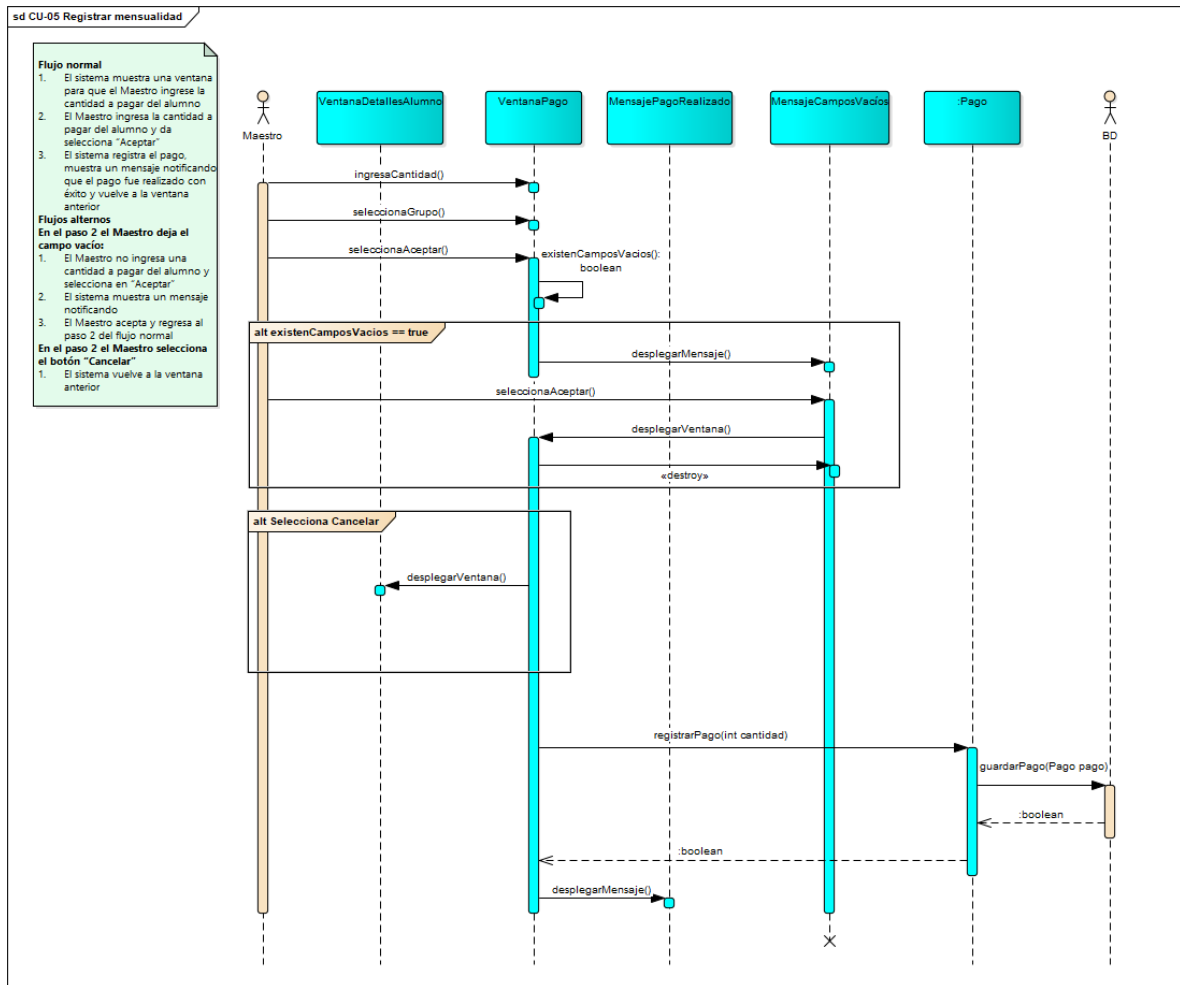 sd CU-05 Registrar mensualidad
Flujo normal
1. El sistema muestra una ventana
para que el Maestro ingrese la
cantidad a pagar del alumno
2. El Maestro ingresa la cantidad a
pagar del alumno y da
selecciona "Aceptar"
3. El sistema registra el pago,
muestra un mensaje notificando
que el pago fue realizado con
éxito y vuelve a la ventana
anterior
Flujos alternos
En el paso 2 el Maestro deja el
campo vacío:
1. El Maestro no ingresa una
cantidad a pagar del alumno y
selecciona en "Aceptar"
2. El sistema muestra un mensaje
notificando
3. El Maestro acepta y regresa al
paso 2 del flujo normal
En el paso 2 el Maestro selecciona
el botón "Cancelar"
1. El sistema vuelve a la ventana
anterior
Maestro
VentanaDetallesAlumno
VentanaPago
MensajePagoRealizado
MensajeCamposVacíos
:Pago
BD
ingresaCantidad()
seleccionaGrupo()
seleccionaAceptar()
existenCamposVacios():
boolean
alt existenCamposVacios == true
desplegarMensaje()
seleccionaAceptar()
desplegarVentana()
«destroy»
alt Selecciona Cancelar
desplegarVentana()
registrarPago(int cantidad)
guardarPago(Pago pago)
:boolean
:boolean
desplegarMensaje()